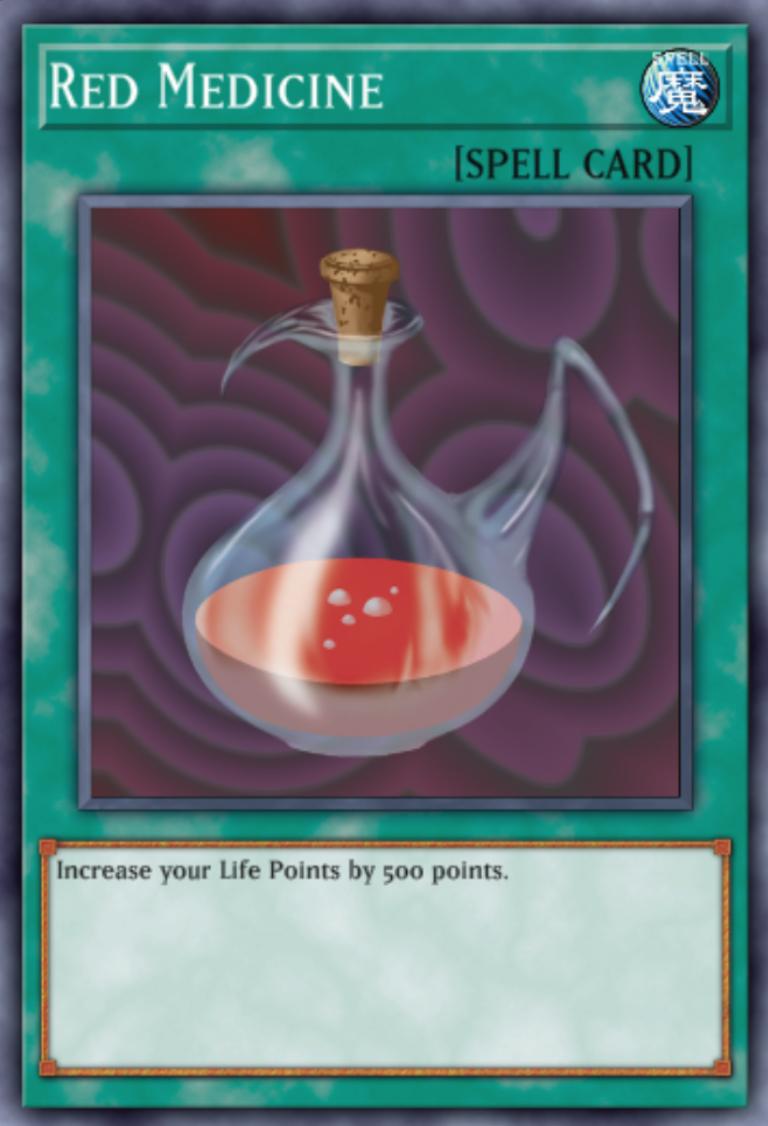 Red Medicine
SPELL
魔
[SPELL CARD]
Increase your Life Points by 500 points.